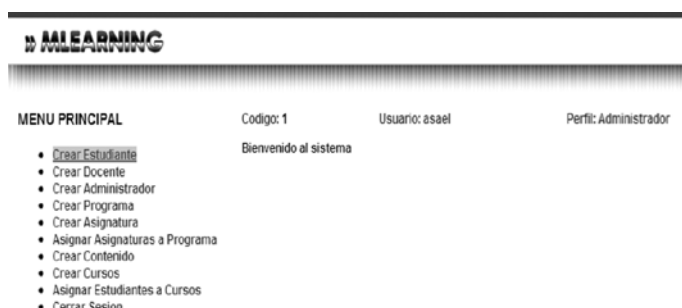 » MLEARNING
MENU PRINCIPAL
Codigo: 1 Usuario: asael Perfil: Administrador
Bienvenido al sistema
• Crear Estudiante
• Crear Docente
• Crear Administrador
• Crear Programa
• Crear Asignatura
• Asignar Asignaturas a Programa
• Crear Contenido
• Crear Cursos
• Asignar Estudiantes a Cursos
• Cerrar Sesion